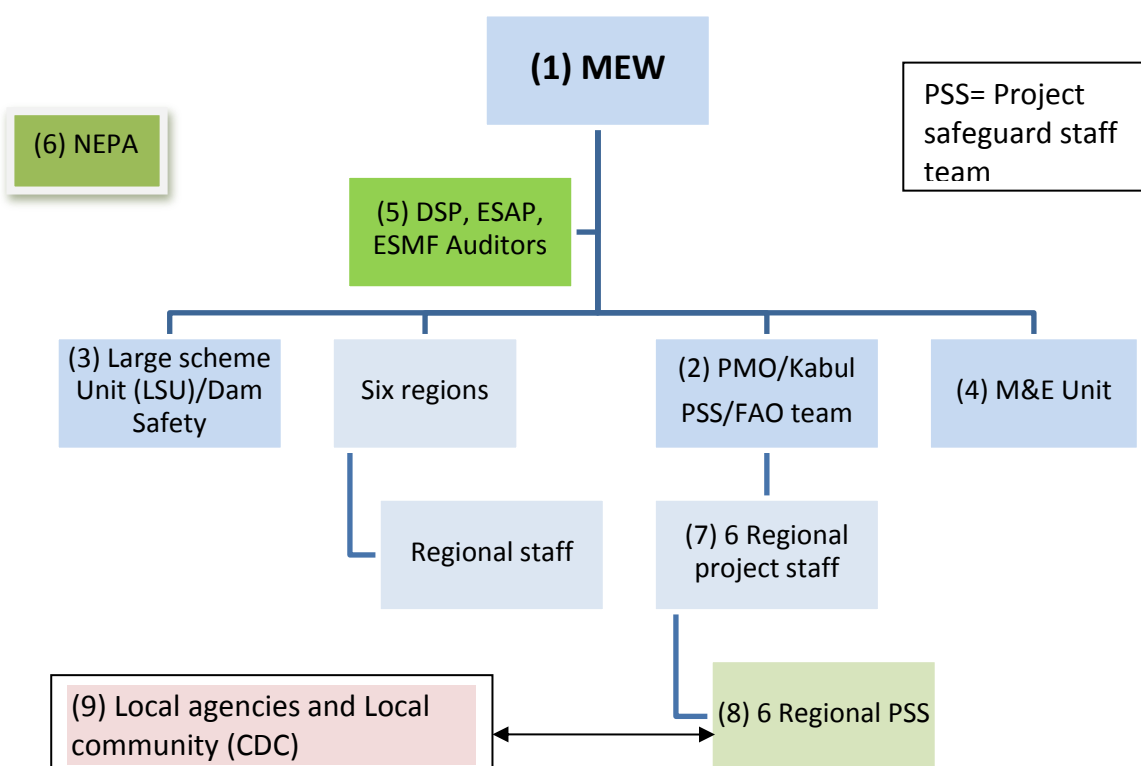 (1) MEW
PSS= Project
safeguard staff
team
(6) NEPA
(5) DSP, ESAP,
ESMF Auditors
(3) Large scheme
Unit (LSU)/Dam
Safety
Six regions
(2) PMO/Kabul
PSS/FAO team
(4) M&E Unit
Regional staff
(7) 6 Regional
project staff
(9) Local agencies and Local
community (CDC)
(8) 6 Regional PSS